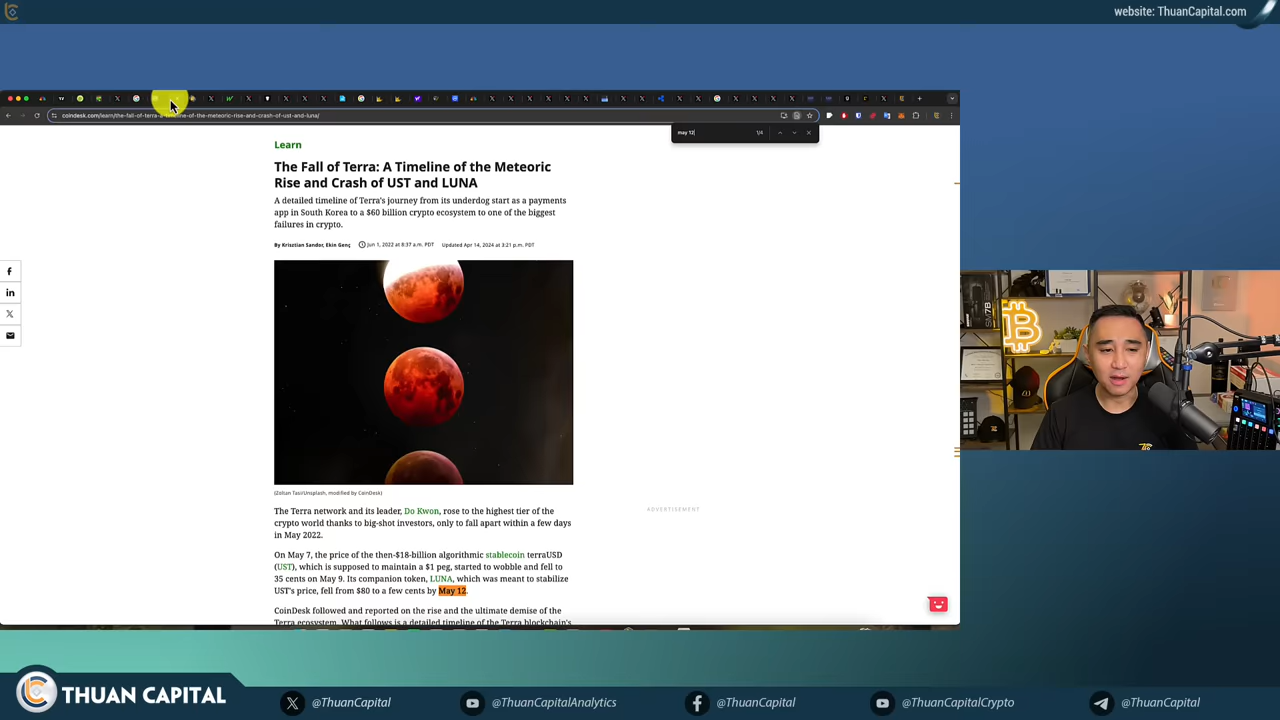 website: ThuanCapital.com
coindesk.com/learn/the-fall-of-terra-a-timeline-of-the-meteoric-rise-and-crash-of-ust-and-luna/
may 12
1/4
Learn
The Fall of Terra: A Timeline of the Meteoric
Rise and Crash of UST and LUNA
A detailed timeline of Terra's journey from its underdog start as a payments
app in South Korea to a $60 billion crypto ecosystem to one of the biggest
failures in crypto.
By Krisztian Sandor, Ekin Genç
Jun 1, 2022 at 8:37 a.m. PDT
Updated Apr 14, 2024 at 3:21 p.m. PDT
(Zoltan Tasi/Unsplash, modified by CoinDesk)
The Terra network and its leader, Do Kwon, rose to the highest tier of the
crypto world thanks to big-shot investors, only to fall apart within a few days
in May 2022.
ADVERTISEMENT
On May 7, the price of the then-$18-billion algorithmic stablecoin terraUSD
(UST), which is supposed to maintain a $1 peg, started to wobble and fell to
35 cents on May 9. Its companion token, LUNA, which was meant to stabilize
UST's price, fell from $80 to a few cents by May 12.
CoinDesk followed and reported on the rise and the ultimate demise of the
Terra ecosystem. What follows is a detailed timeline of the Terra blockchain's
SM7B
THUAN CAPITAL
@ThuanCapital
@ThuanCapitalAnalytics
@ThuanCapital
@ThuanCapitalCrypto
@ThuanCapital